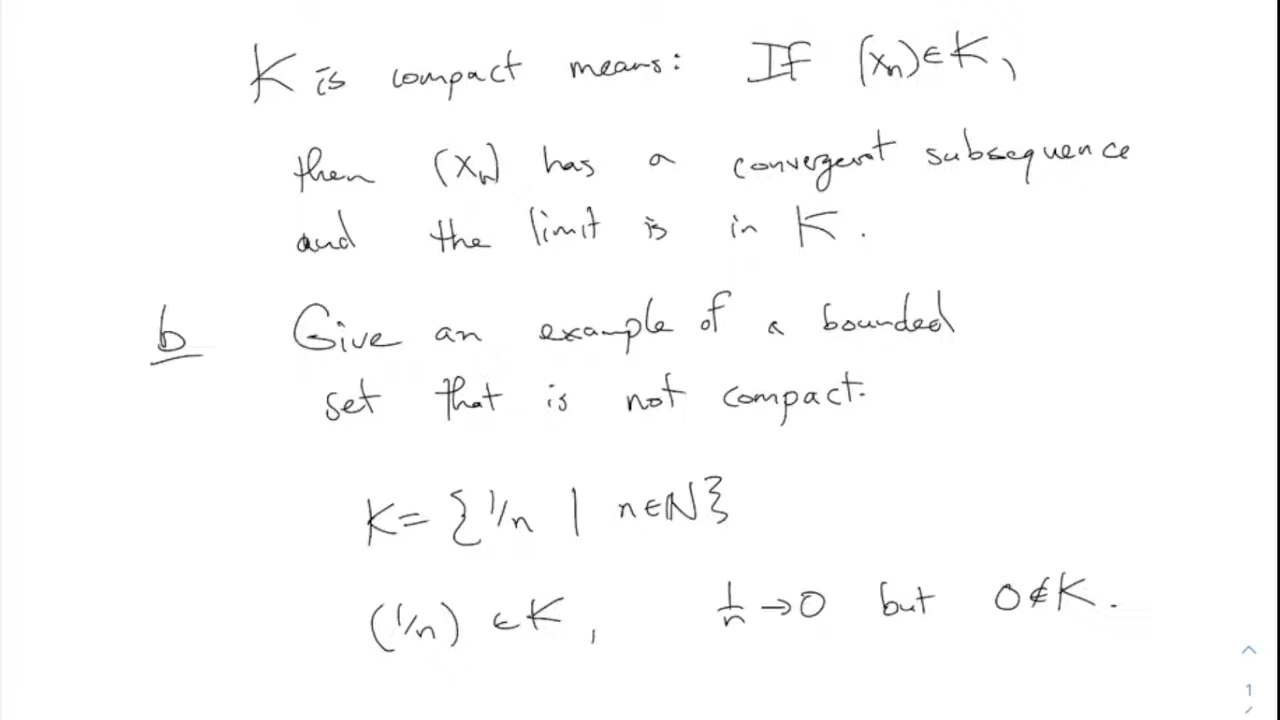 K is compact means: If (xₙ) ∈ K,
then (xₙ) has a convergent subsequence
and the limit is in K.
b Give an example of a bounded
set that is not compact.
K = {1/n | n∈ℕ}
(1/n) ∈ K, 1/n → 0 but 0∉K.
1